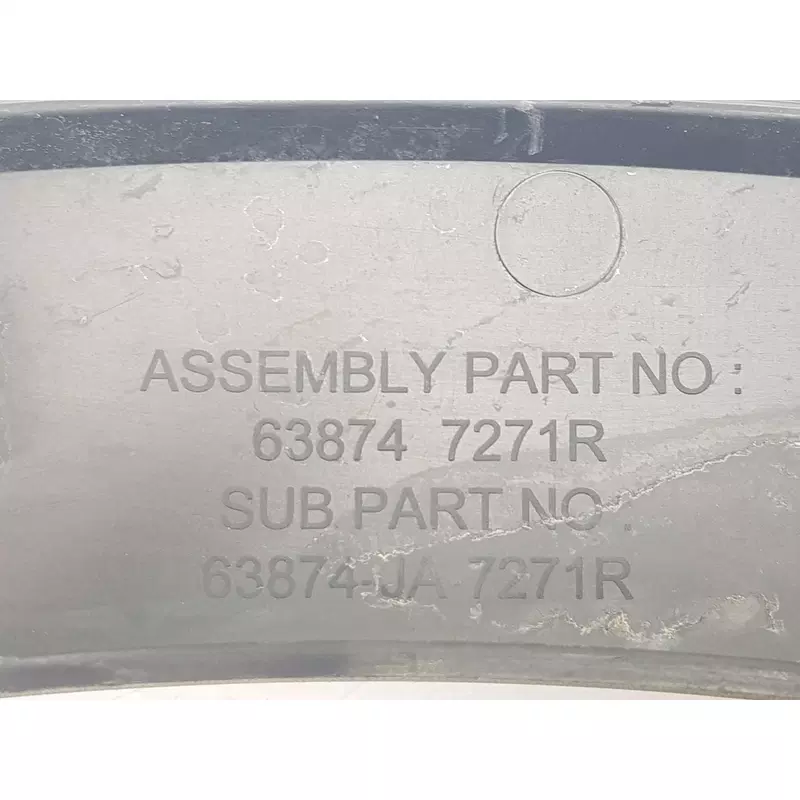 ASSEMBLY PART NO :
63874 7271R
SUB PART NO :
63874-JA 7271R